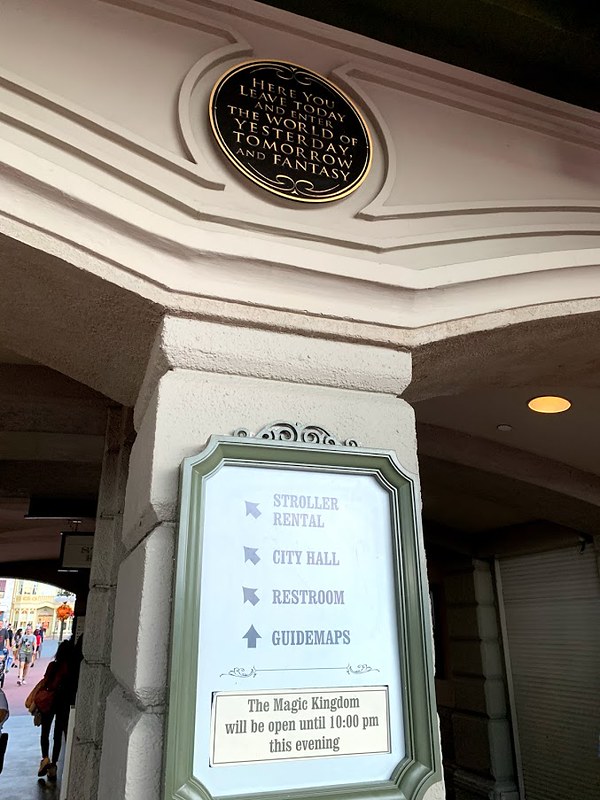 HERE YOU
LEAVE TODAY
AND ENTER
THE WORLD OF
YESTERDAY
TOMORROW
AND FANTASY
STROLLER
RENTAL
CITY HALL
RESTROOM
GUIDEMAPS
The Magic Kingdom
will be open until 10:00 pm
this evening